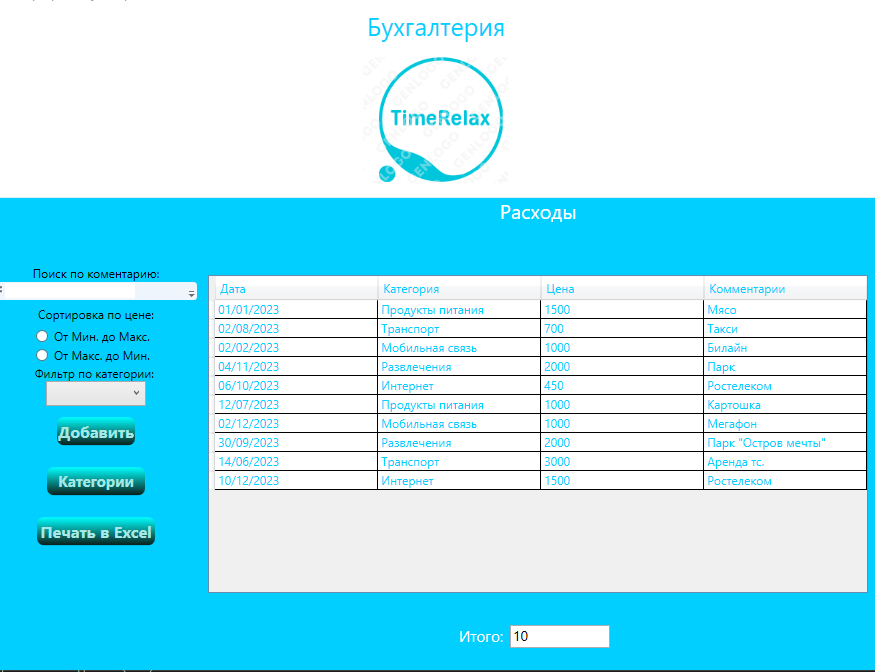 Бухгалтерия
TimeRelax
Расходы
Поиск по коментарию:
Сортировка по цене:
От Мин. до Макс.
От Макс. до Мин.
Фильтр по категории:
Добавить
Категории
Печать в Excel
Дата Категория Цена Комментарии
01/01/2023 Продукты питания 1500 Мясо
02/08/2023 Транспорт 700 Такси
02/02/2023 Мобильная связь 1000 Билайн
04/11/2023 Развлечения 2000 Парк
06/10/2023 Интернет 450 Ростелеком
12/07/2023 Продукты питания 1000 Картошка
02/12/2023 Мобильная связь 1000 Мегафон
30/09/2023 Развлечения 2000 Парк "Остров мечты"
14/06/2023 Транспорт 3000 Аренда тс.
10/12/2023 Интернет 1500 Ростелеком
Итого: 10